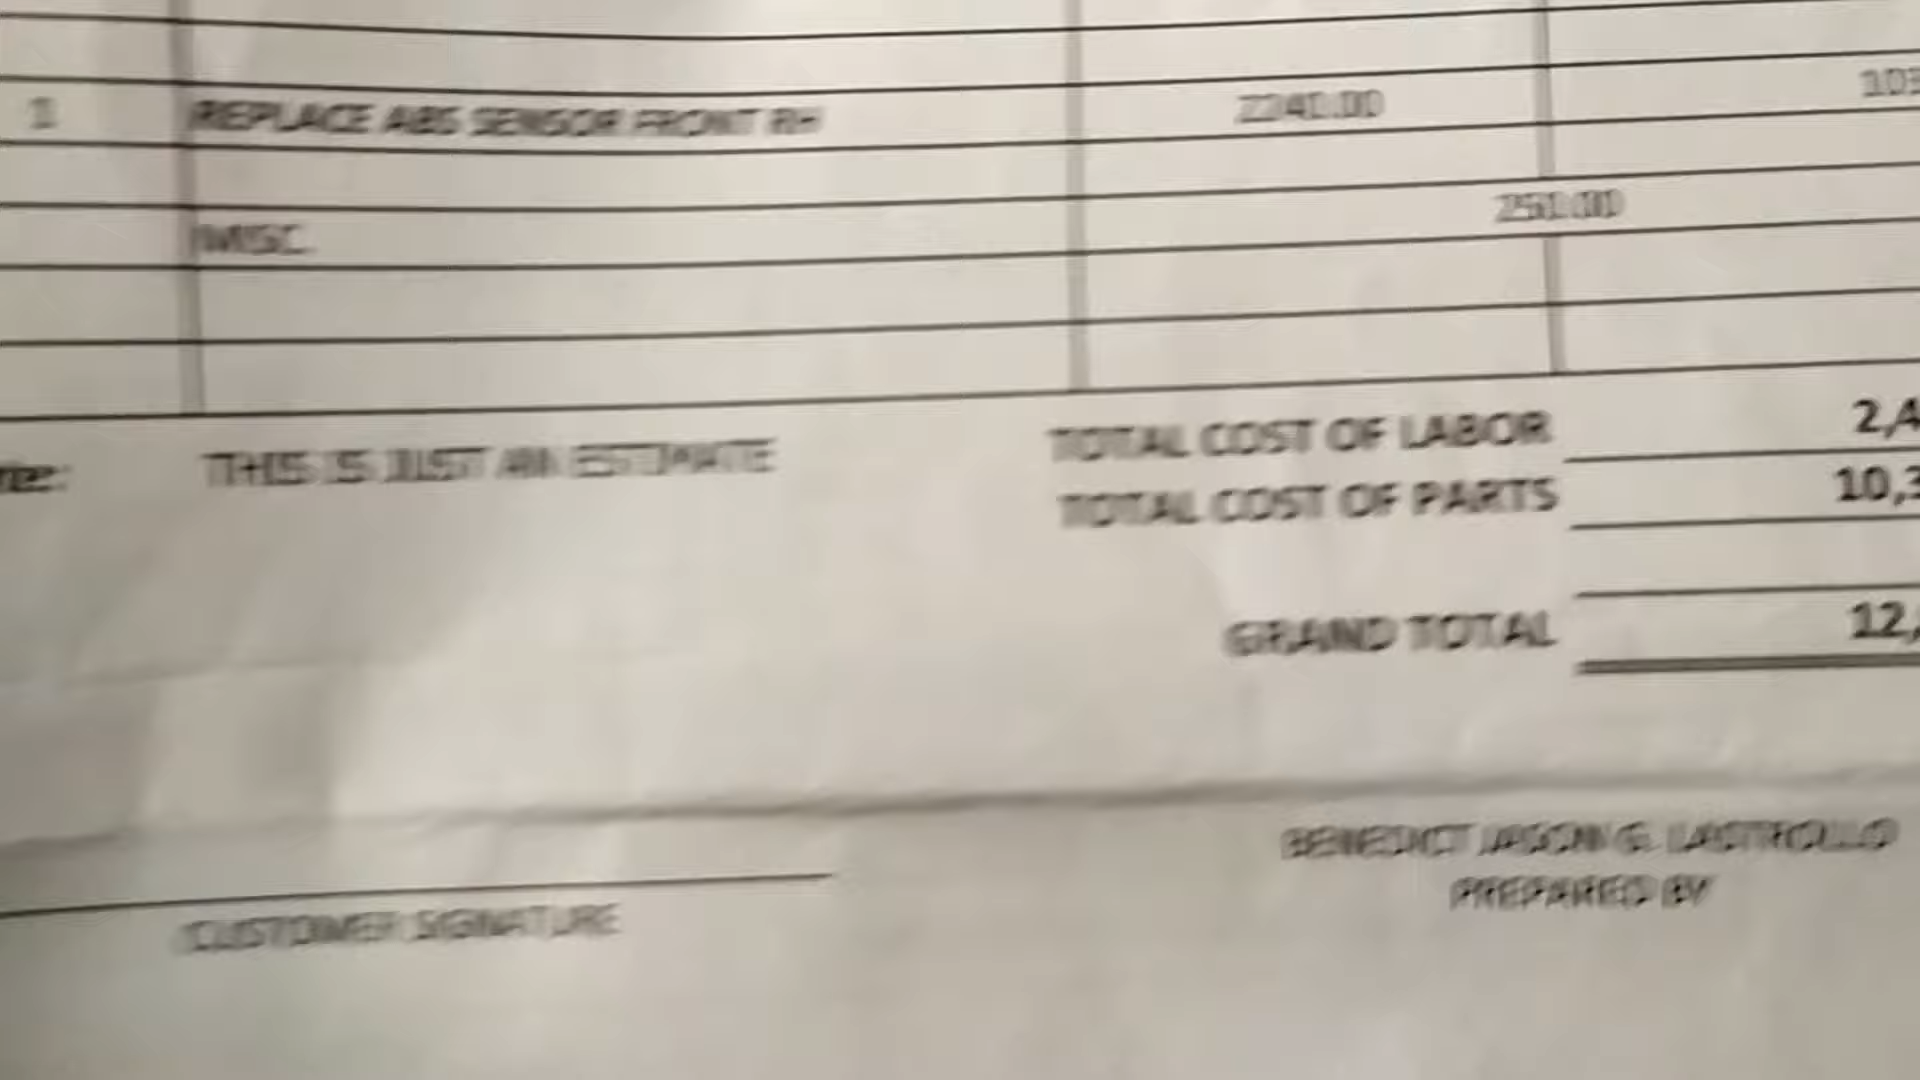 1 REPLACE ABS SENSOR FRONT RH 2240.00 103
MISC. 250.00
THIS IS JUST AN ESTIMATE
TOTAL COST OF LABOR 2,4
TOTAL COST OF PARTS 10,3
GRAND TOTAL 12,
BENEDICT JASON G. LASTROLLO
PREPARED BY
CUSTOMER SIGNATURE